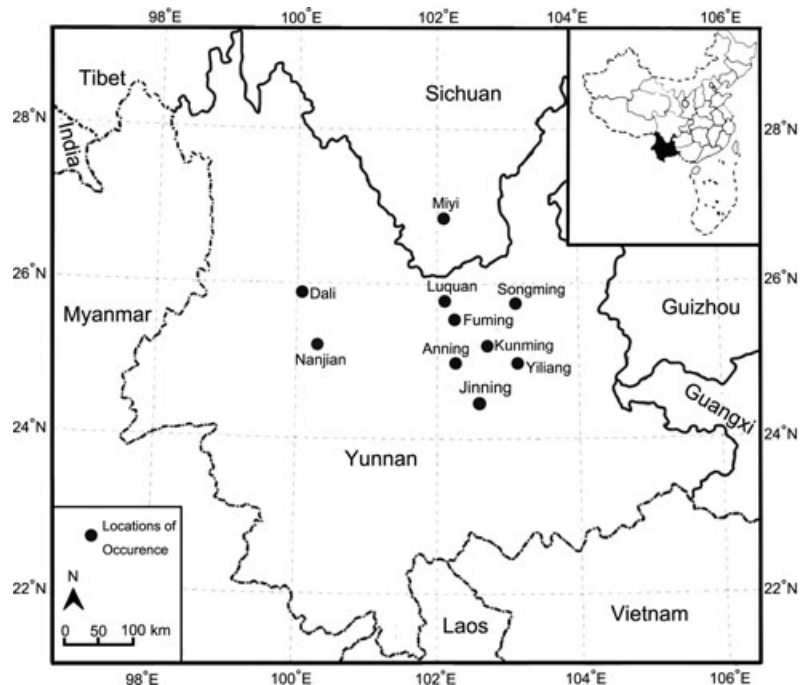 98°E 100°E 102°E 104°E 106°E
Tibet
Sichuan
28°N
28°N
India
Miyi
26°N
26°N
Dali
Luquan
Songming
Guizhou
Myanmar
Fuming
Nanjian
Anning
Kunming
Yiliang
Jinning
Guangxi
24°N
24°N
Yunnan
Locations of
Occurence
N
22°N
22°N
Vietnam
Laos
0 50 100 km
98°E 100°E 102°E 104°E 106°E